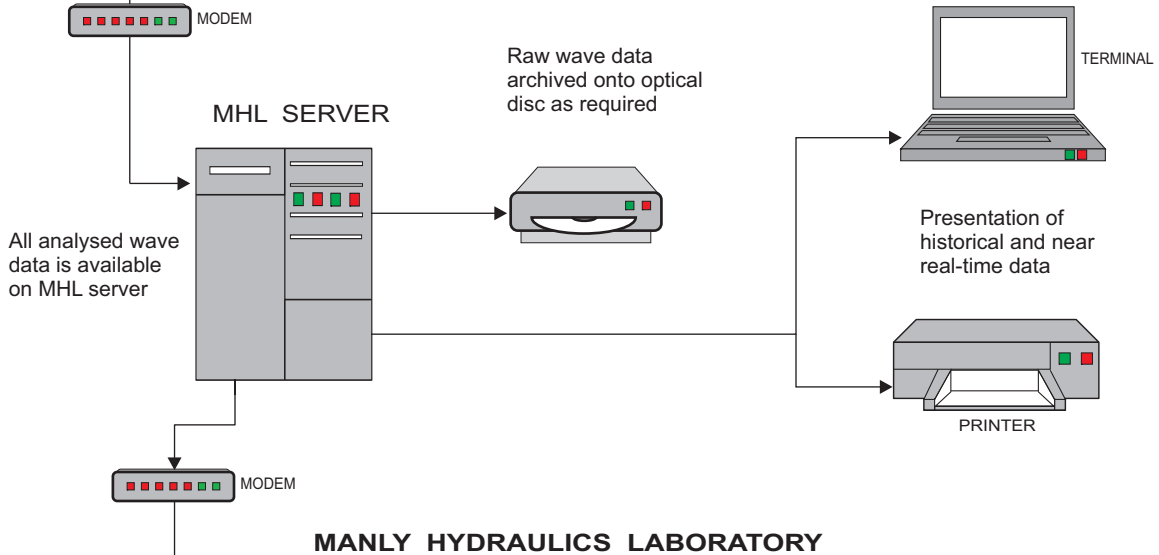 MODEM
TERMINAL
Raw wave data
archived onto optical
disc as required
MHL SERVER
All analysed wave
data is available
on MHL server
Presentation of
historical and near
real-time data
PRINTER
MODEM
MANLY HYDRAULICS LABORATORY